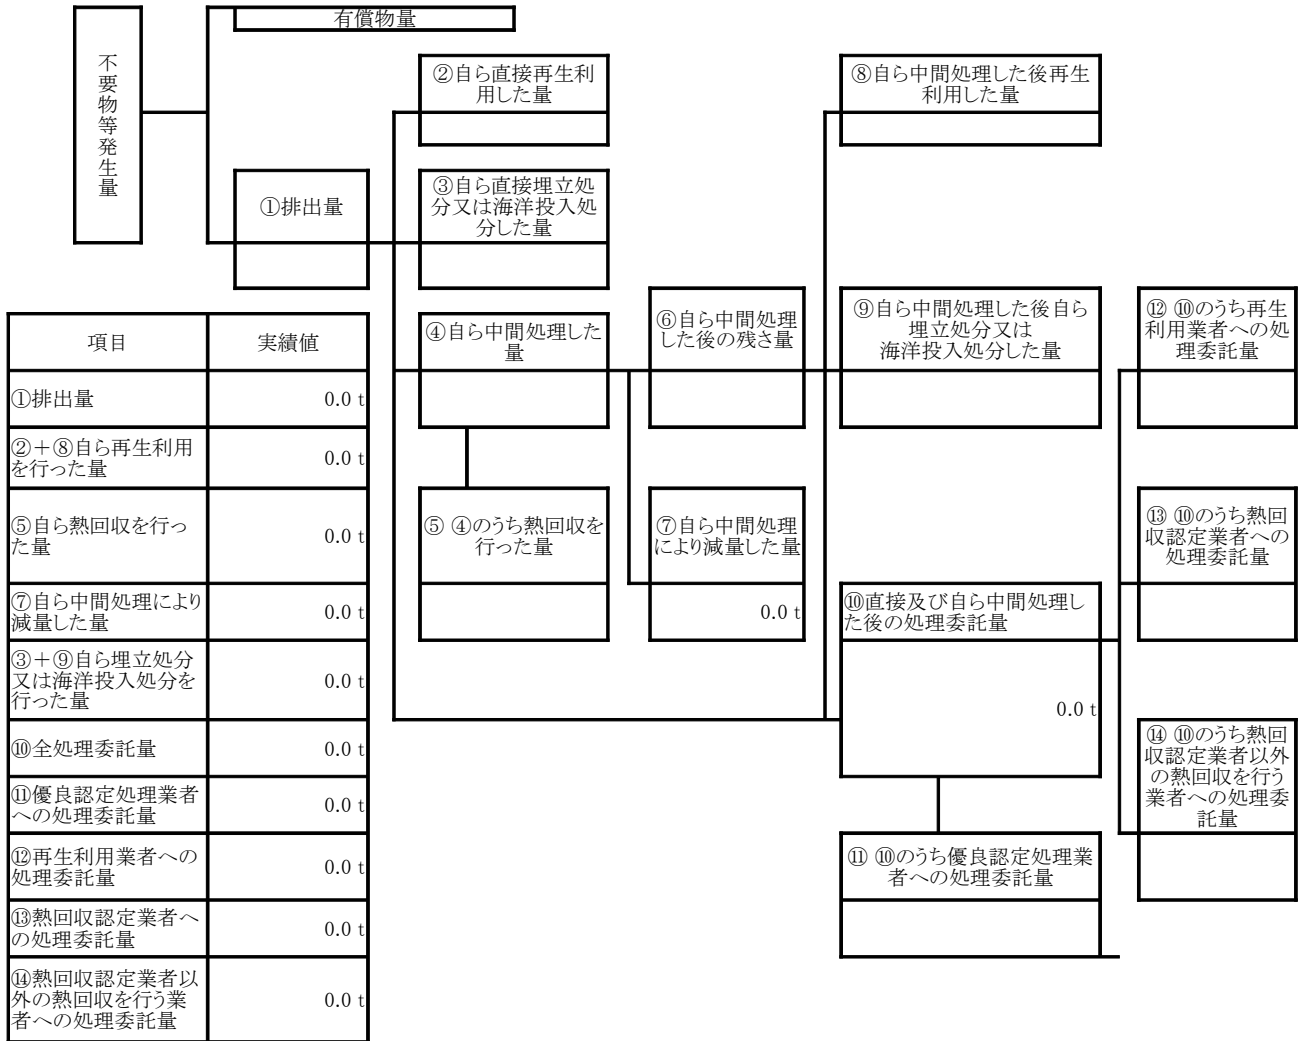 有償物量
不要物等発生量
②自ら直接再生利
用した量
⑧自ら中間処理した後再生
利用した量
①排出量
③自ら直接埋立処
分又は海洋投入処
分した量
④自ら中間処理した
量
⑥自ら中間処理
した後の残さ量
⑨自ら中間処理した後自ら
埋立処分又は
海洋投入処分した量
⑫ ⑩のうち再生
利用業者への処
理委託量
⑤ ④のうち熱回収を
行った量
⑦自ら中間処理
により減量した量
0.0 t
⑩直接及び自ら中間処理し
た後の処理委託量
0.0 t
⑬ ⑩のうち熱回
収認定業者への
処理委託量
⑭ ⑩のうち熱回
収認定業者以外
の熱回収を行う
業者への処理委
託量
⑪ ⑩のうち優良認定処理業
者への処理委託量
項目 実績値
①排出量 0.0 t
②＋⑧自ら再生利用
を行った量 0.0 t
⑤自ら熱回収を行っ
た量 0.0 t
⑦自ら中間処理により
減量した量 0.0 t
③＋⑨自ら埋立処分
又は海洋投入処分を
行った量 0.0 t
⑩全処理委託量 0.0 t
⑪優良認定処理業者
への処理委託量 0.0 t
⑫再生利用業者への
処理委託量 0.0 t
⑬熱回収認定業者へ
の処理委託量 0.0 t
⑭熱回収認定業者以
外の熱回収を行う業
者への処理委託量 0.0 t